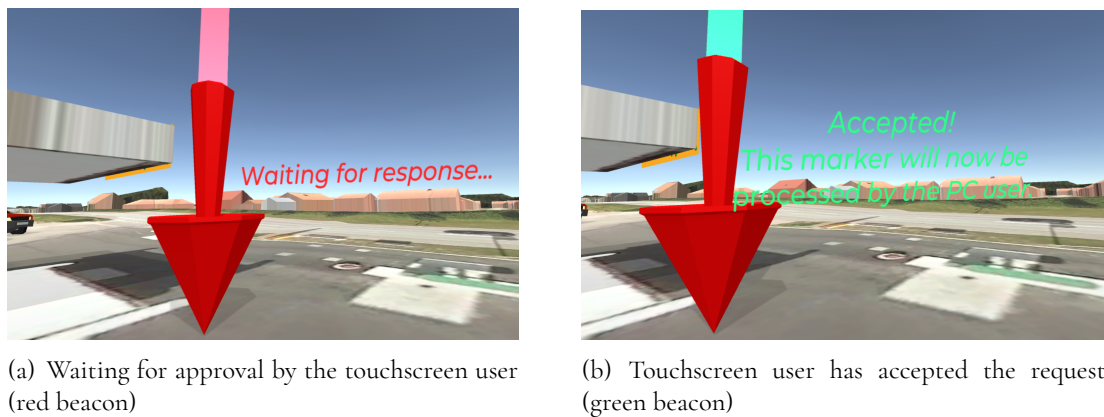 Waiting for response...
Accepted!
This marker will now be
processed by the PC user.
(a) Waiting for approval by the touchscreen user
(red beacon)
(b) Touchscreen user has accepted the request
(green beacon)